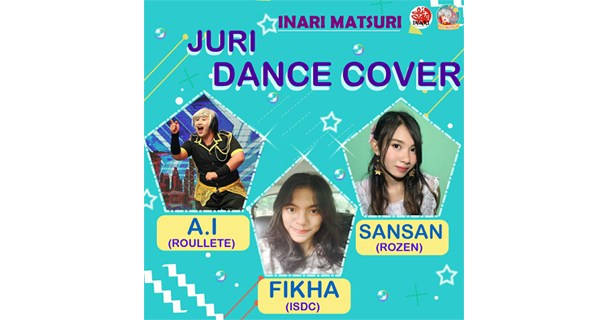 INARI MATSURI
JURI
DANCE COVER
A.I
(ROULLETE)
SANSAN
(ROZEN)
FIKHA
(ISDC)